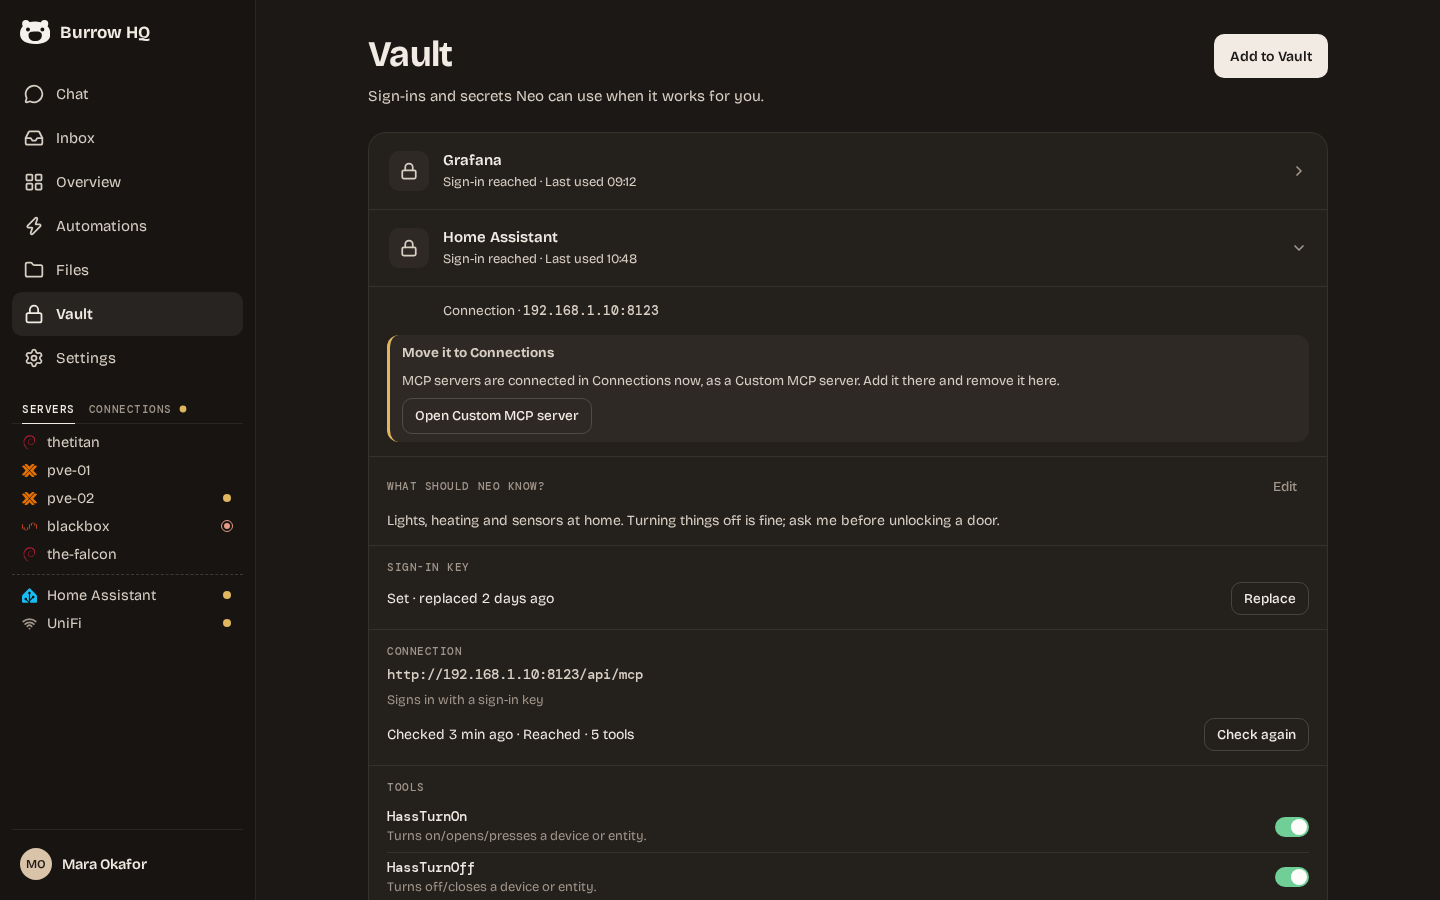 Burrow HQ
Chat
Inbox
Overview
Automations
Files
Vault
Settings
SERVERS CONNECTIONS
thetitan
pve-01
pve-02
blackbox
the-falcon
Home Assistant
UniFi
MO Mara Okafor
Vault
Add to Vault
Sign-ins and secrets Neo can use when it works for you.
Grafana
Sign-in reached · Last used 09:12
Home Assistant
Sign-in reached · Last used 10:48
Connection · 192.168.1.10:8123
Move it to Connections
MCP servers are connected in Connections now, as a Custom MCP server. Add it there and remove it here.
Open Custom MCP server
WHAT SHOULD NEO KNOW?
Edit
Lights, heating and sensors at home. Turning things off is fine; ask me before unlocking a door.
SIGN-IN KEY
Set · replaced 2 days ago
Replace
CONNECTION
http://192.168.1.10:8123/api/mcp
Signs in with a sign-in key
Checked 3 min ago · Reached · 5 tools
Check again
TOOLS
HassTurnOn
Turns on/opens/presses a device or entity.
HassTurnOff
Turns off/closes a device or entity.